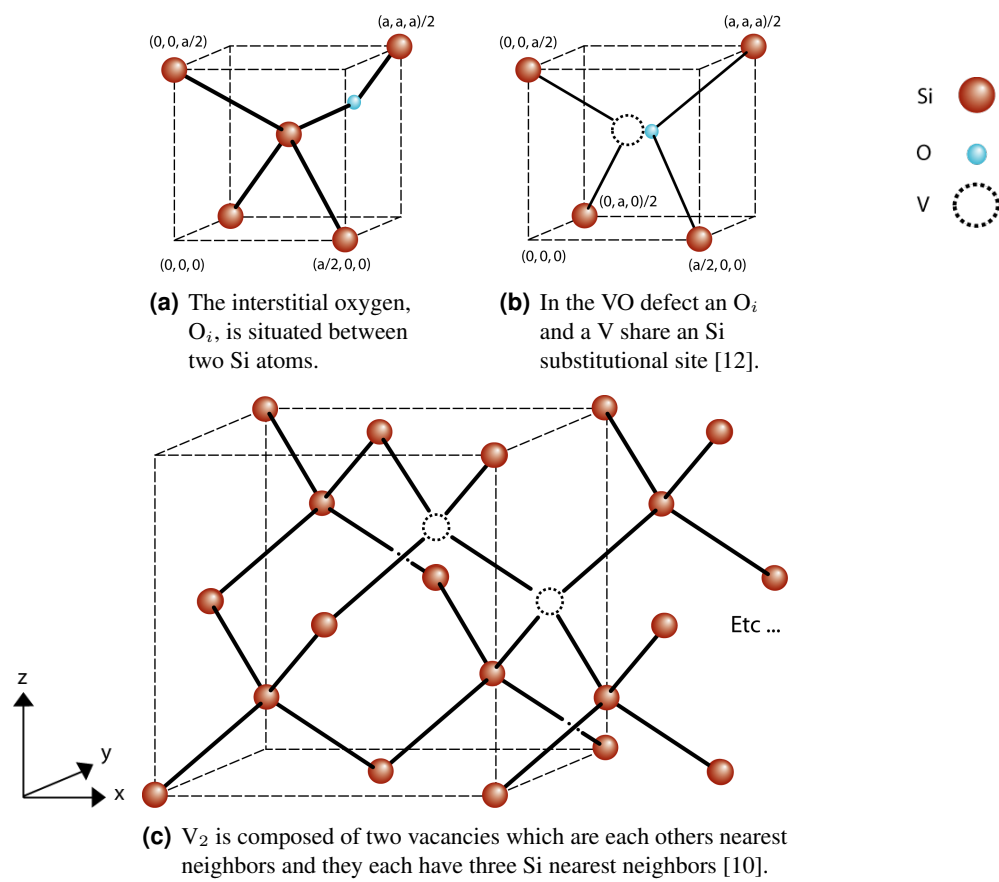 (0, 0, a/2)
(a, a, a)/2
(0, 0, 0)
(a/2, 0, 0)
(a) The interstitial oxygen,
Oᵢ, is situated between
two Si atoms.
(0, 0, a/2)
(a, a, a)/2
(0, a, 0)/2
(0, 0, 0)
(a/2, 0, 0)
(b) In the VO defect an Oᵢ
and a V share an Si
substitutional site [12].
Si
O
V
Etc ...
z
y
x
(c) V₂ is composed of two vacancies which are each others nearest
neighbors and they each have three Si nearest neighbors [10].